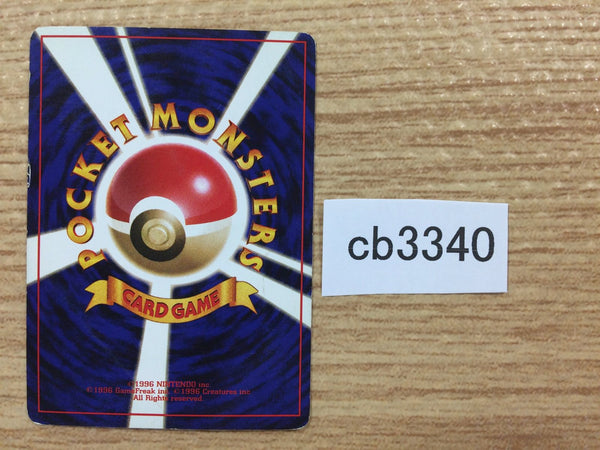 POCKET MONSTERS
CARD GAME
©1996 NINTENDO inc.
©1996 GameFreak inc. ©1996 Creatures inc.
All Rights reserved.
cb3340